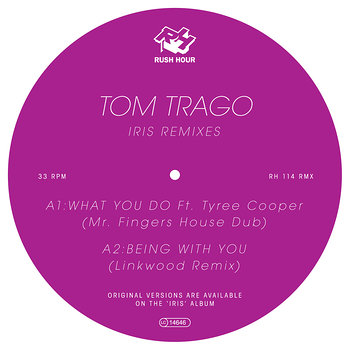 RUSH HOUR
TOM TRAGO
IRIS REMIXES
33 RPM
RH 114 RMX
A1:WHAT YOU DO Ft. Tyree Cooper
(Mr. Fingers House Dub)
A2:BEING WITH YOU
(Linkwood Remix)
ORIGINAL VERSIONS ARE AVAILABLE
ON THE 'IRIS' ALBUM
LC 14646